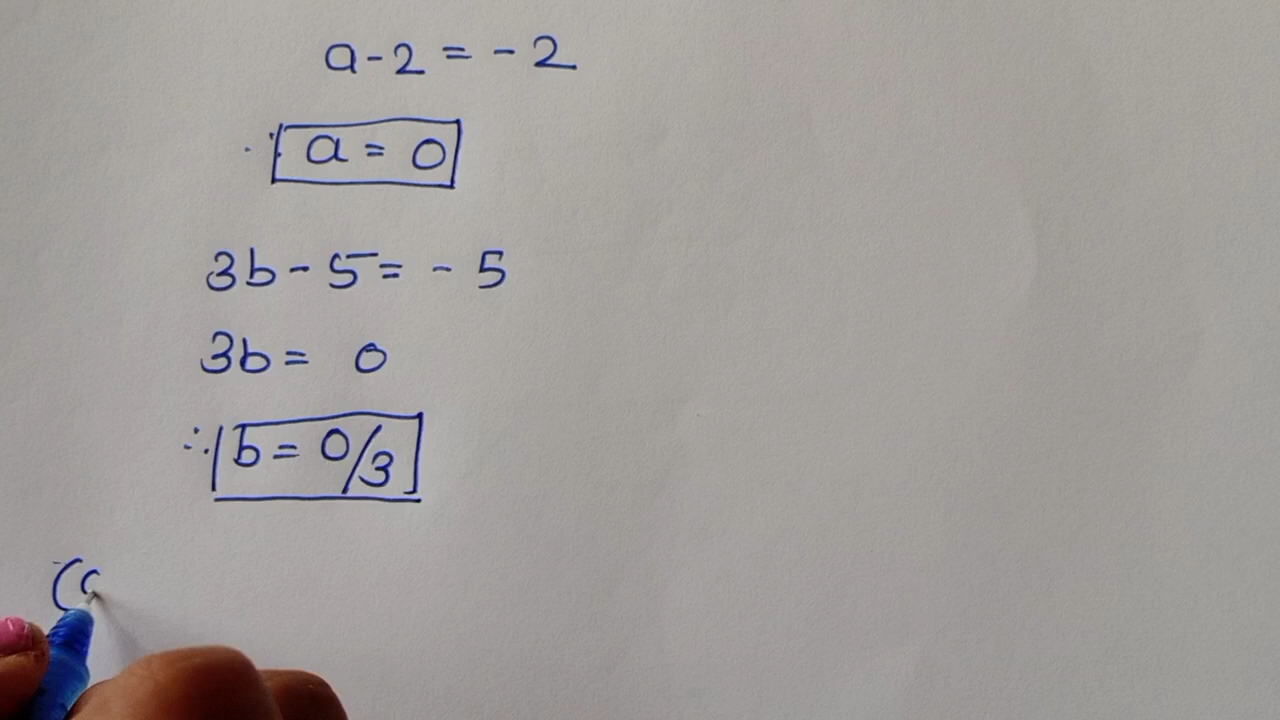 a - 2 = - 2
∴ a = 0
3b - 5 = - 5
3b = 0
∴ b = 0/3
(